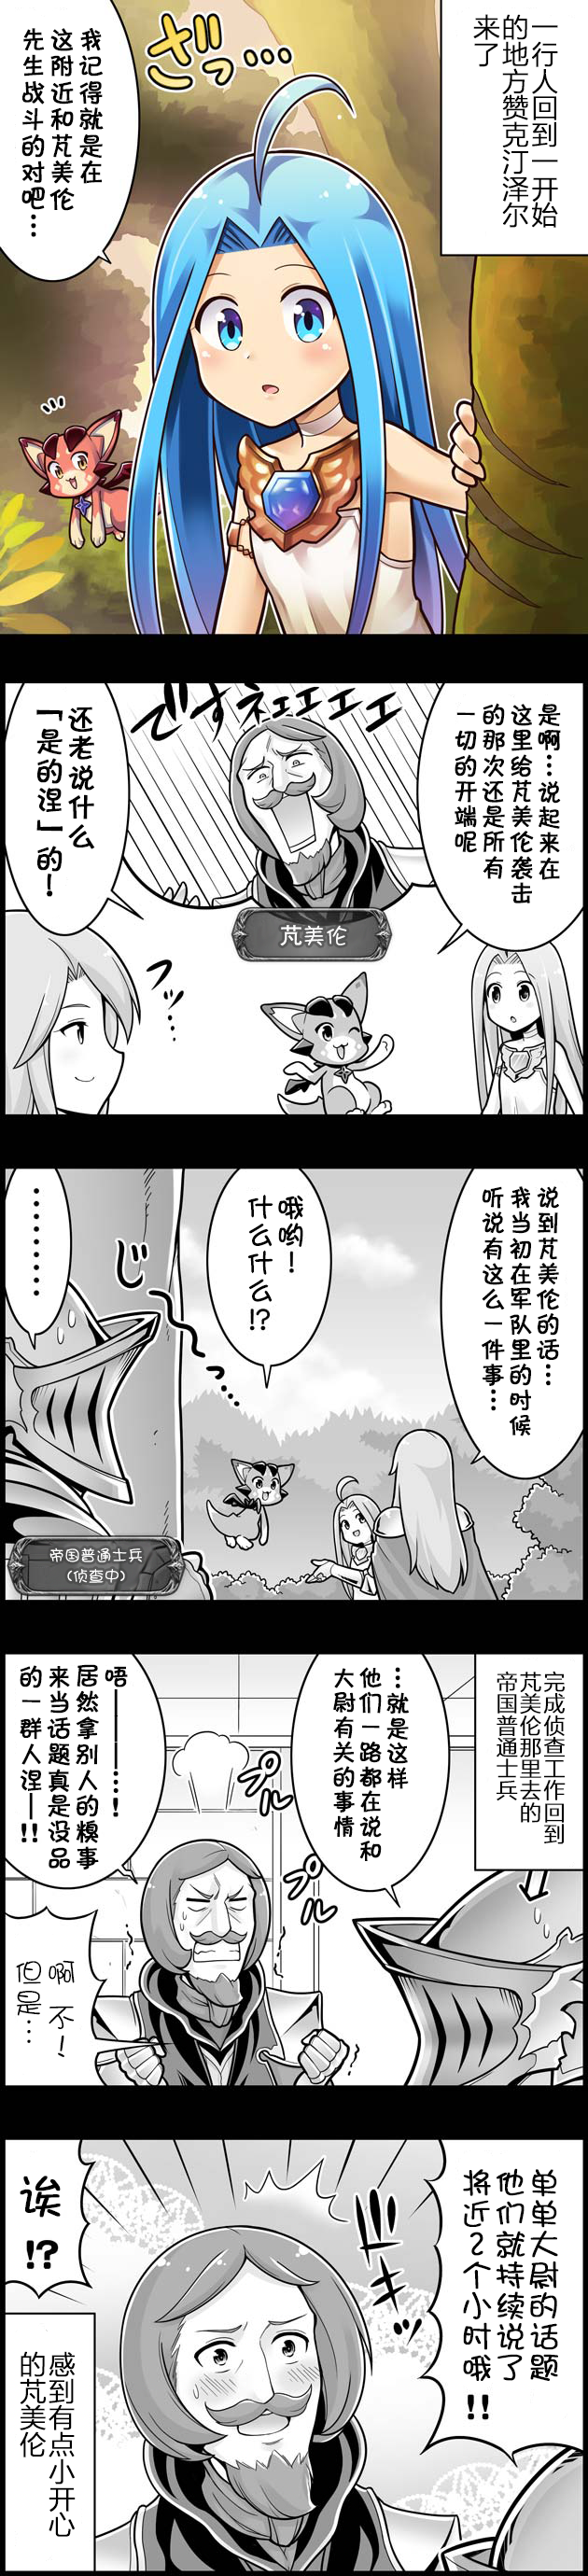 一行人回到一开始
的地方赞克汀泽尔
来了
ざっ…
我记得就是在
这附近和芃美伦
先生战斗的对吧…
是啊…说起来在
这里给芃美伦袭击
的那次还是所有
一切的开端呢
ですネェエエエ
还老说什么
「是的涅」的！
芃美伦
フッ…
说到芃美伦的话…
我当初在军队里的时候
听说有这么一件事…
哦哟！
什么什么!?
………
じ～……
帝国普通士兵
(侦查中)
完成侦查工作回到
芃美伦那里去的
帝国普通士兵
…就是这样
他们一路都在说和
大尉有关的事情
プル
プル
唔———…！
居然拿别人的糗事
来当话题真是没品
的一群人涅—!!
啊 不！
但是…
单单大尉的话题
他们就持续说了
将近2个小时哦
!!
ドキッ
诶
!?
感到有点小开心
的芃美伦